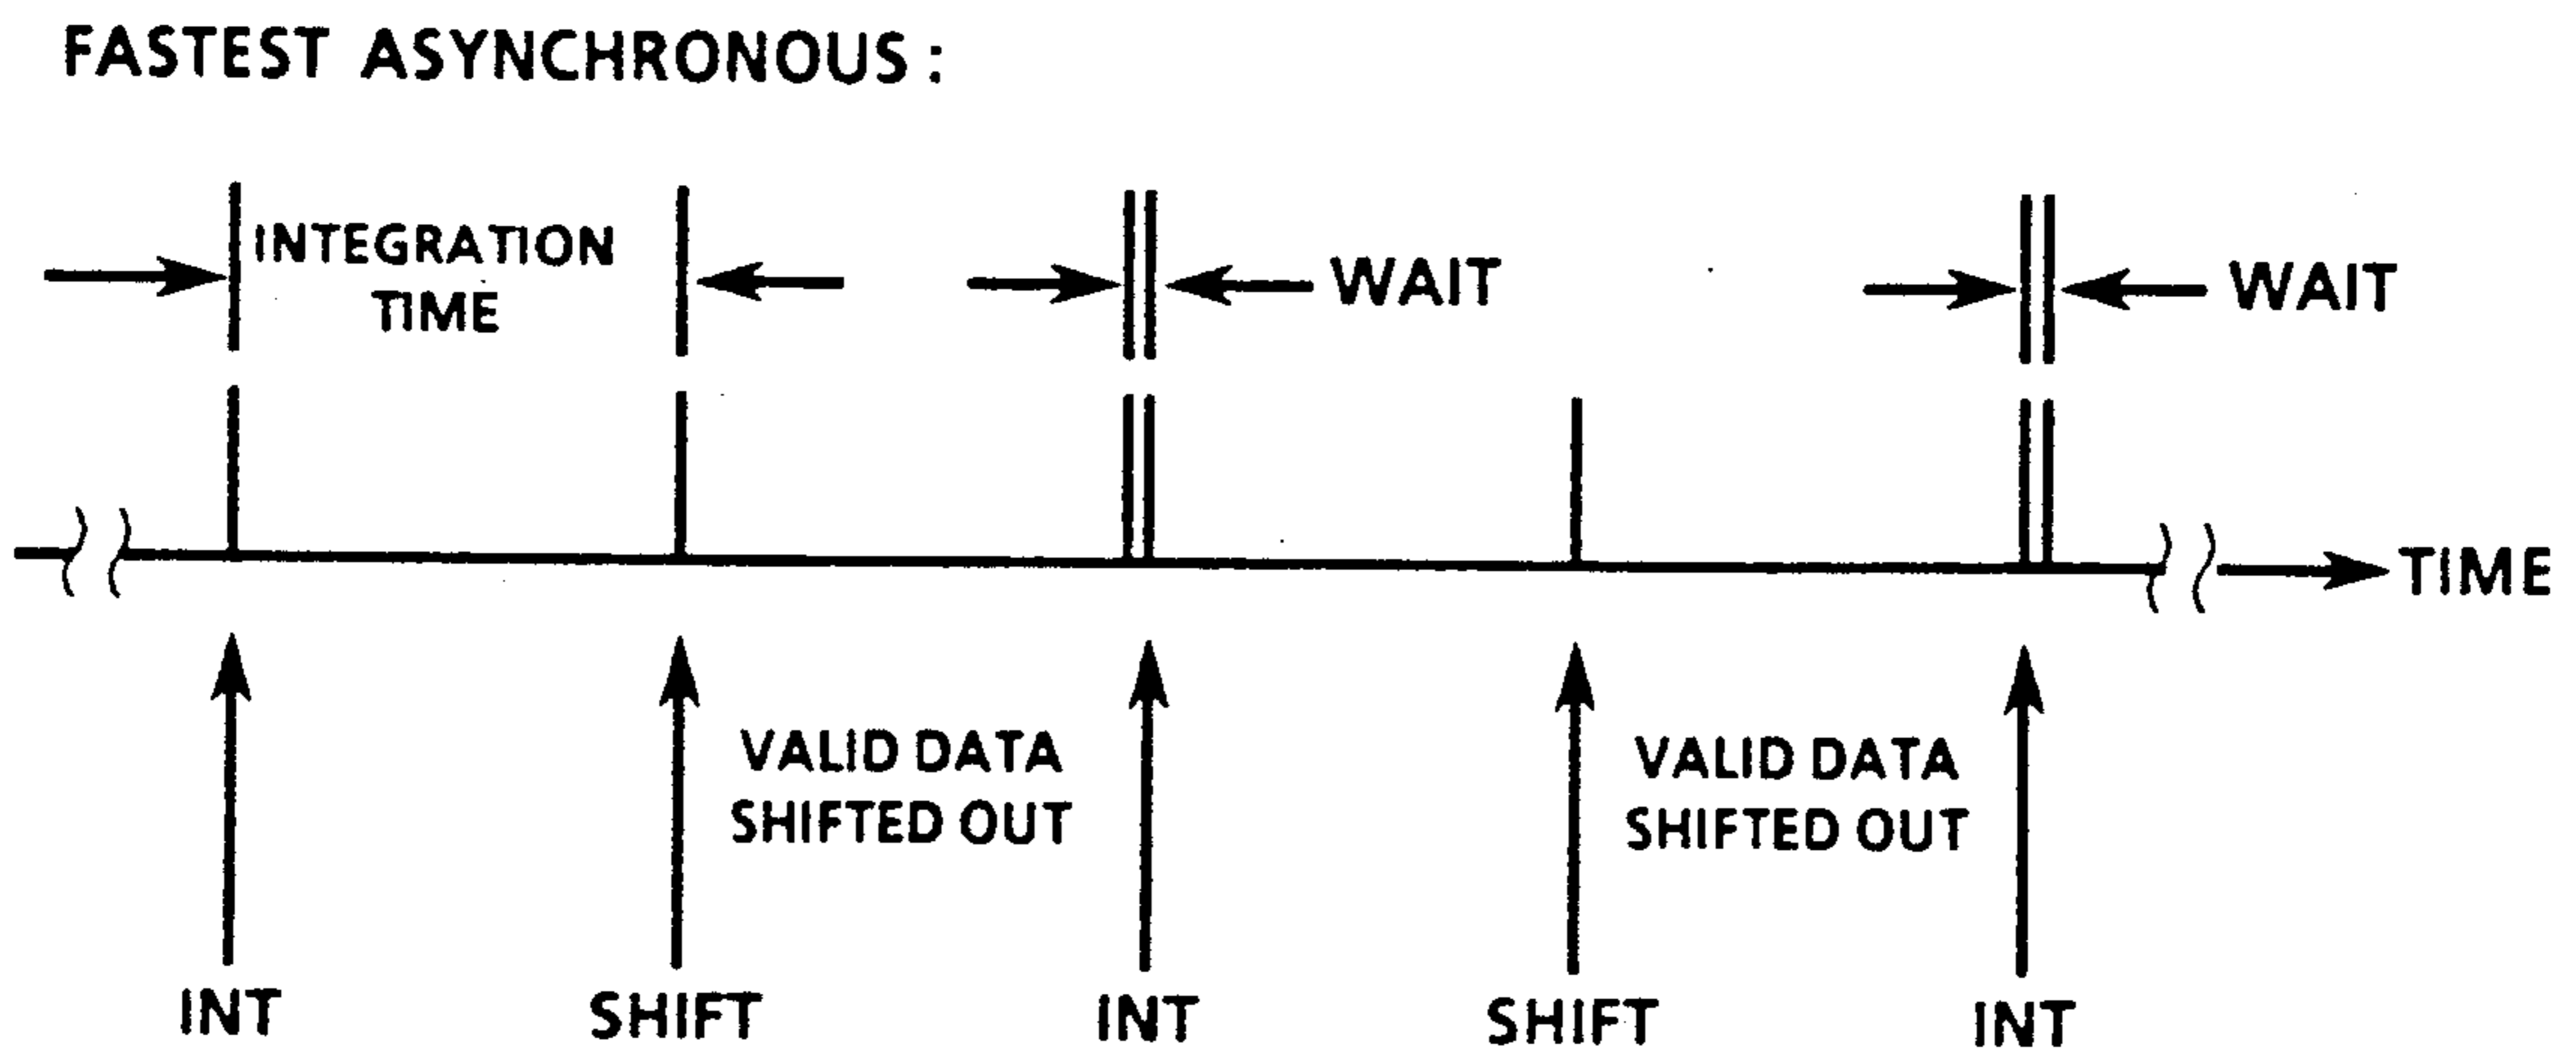 FASTEST ASYNCHRONOUS :
INTEGRATION
TIME
WAIT
WAIT
TIME
VALID DATA
SHIFTED OUT
VALID DATA
SHIFTED OUT
INT
SHIFT
INT
SHIFT
INT